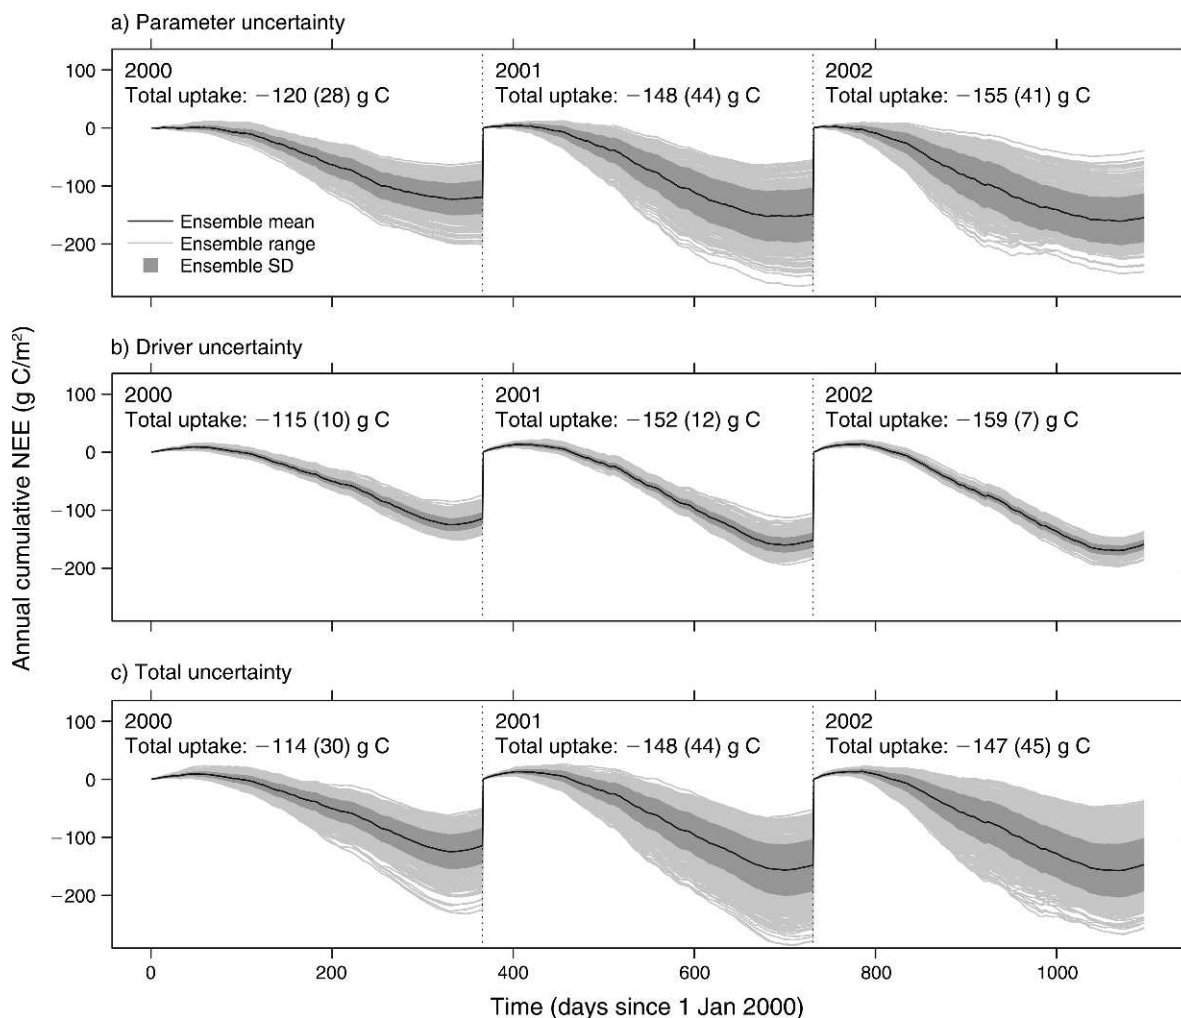 a) Parameter uncertainty
2000 2001 2002
Total uptake: −120 (28) g C Total uptake: −148 (44) g C Total uptake: −155 (41) g C
100
0
−100
−200
Ensemble mean
Ensemble range
Ensemble SD
b) Driver uncertainty
2000 2001 2002
Total uptake: −115 (10) g C Total uptake: −152 (12) g C Total uptake: −159 (7) g C
100
0
−100
−200
Annual cumulative NEE (g C/m²)
c) Total uncertainty
2000 2001 2002
Total uptake: −114 (30) g C Total uptake: −148 (44) g C Total uptake: −147 (45) g C
100
0
−100
−200
0 200 400 600 800 1000
Time (days since 1 Jan 2000)